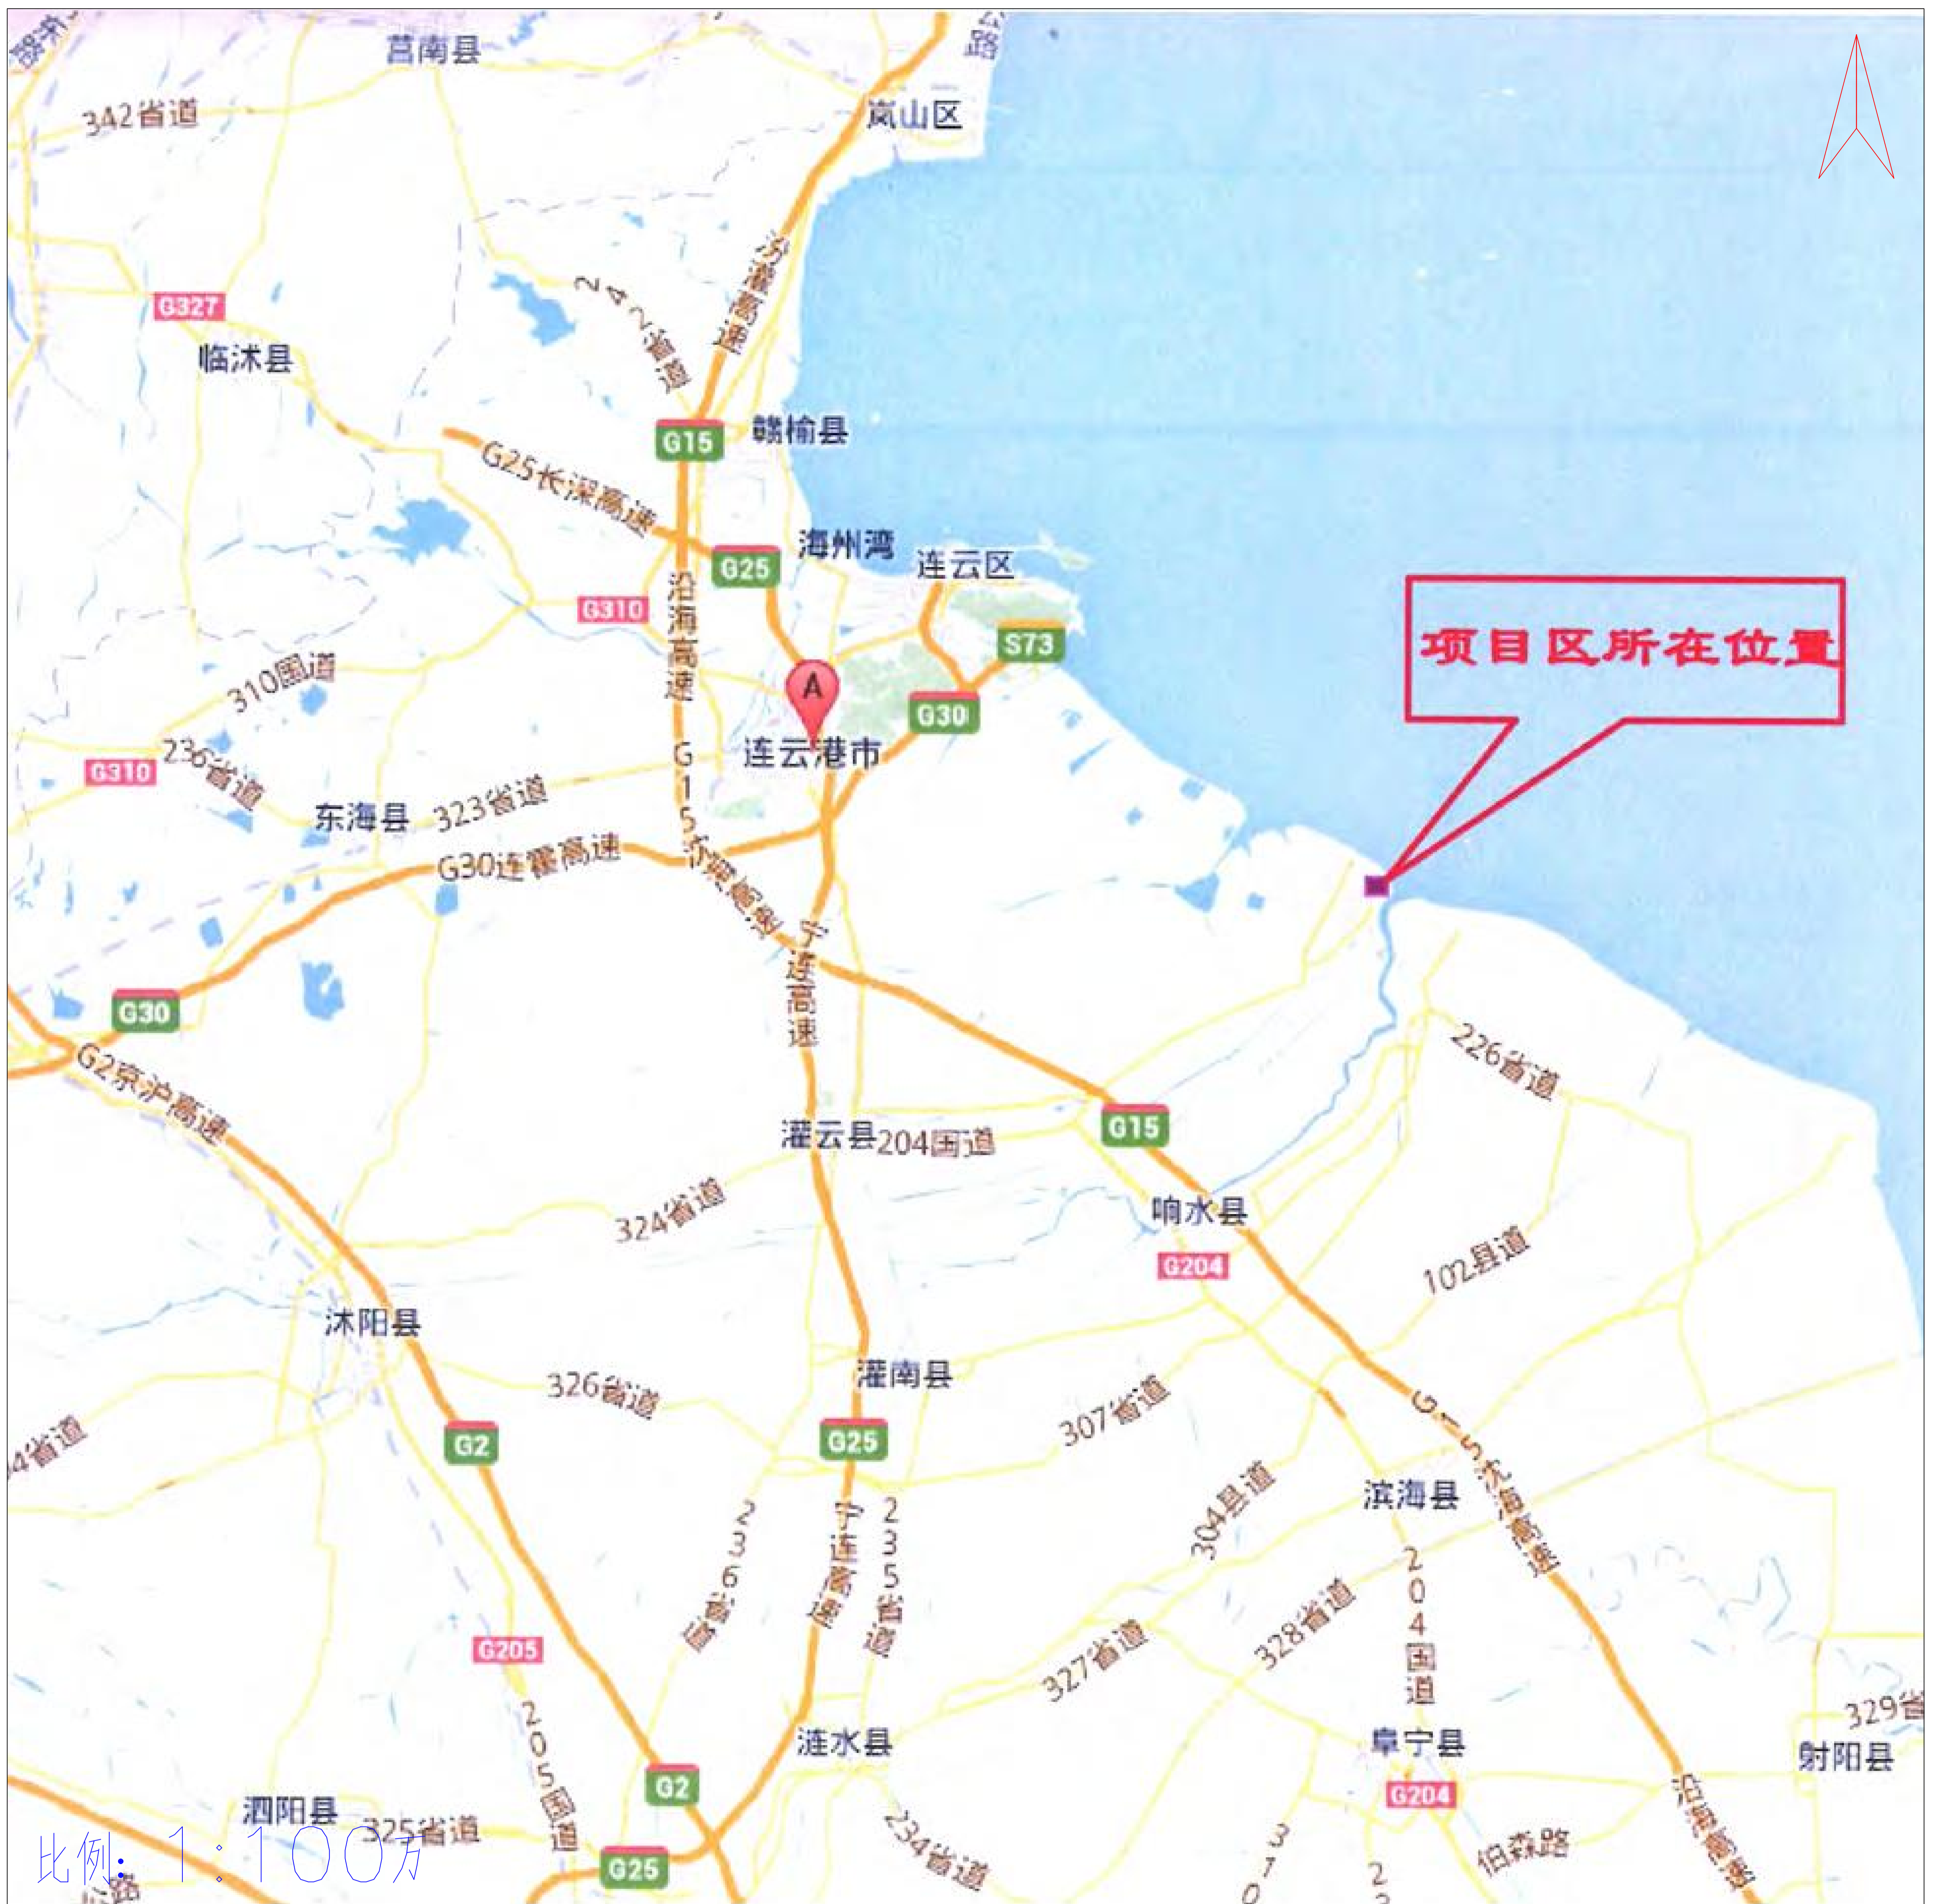 东路
莒南县
公路
342省道
岚山区
汾灌高速
242省道
G327
临沭县
G15
赣榆县
G25长深高速
海州湾
G25
连云区
G310
沿海高速
S73
项目区所在位置
310国道
A
G30
连云港市
236省道
G310
G15
323省道
东海县
G30连霍高速
宁连高速
G30
G2京沪高速
226省道
灌云县
204国道
G15
324省道
响水县
G204
102县道
沭阳县
灌南县
326省道
307省道
G15沈海高速
4省道
G2
G25
304县道
滨海县
236省道
宁连高速
235省道
204国道
328省道
327省道
G205
329省
205国道
涟水县
阜宁县
射阳县
G2
G204
沿海高速
泗阳县
325省道
234省道
310
伯森路
比例:1:100万
G25
路